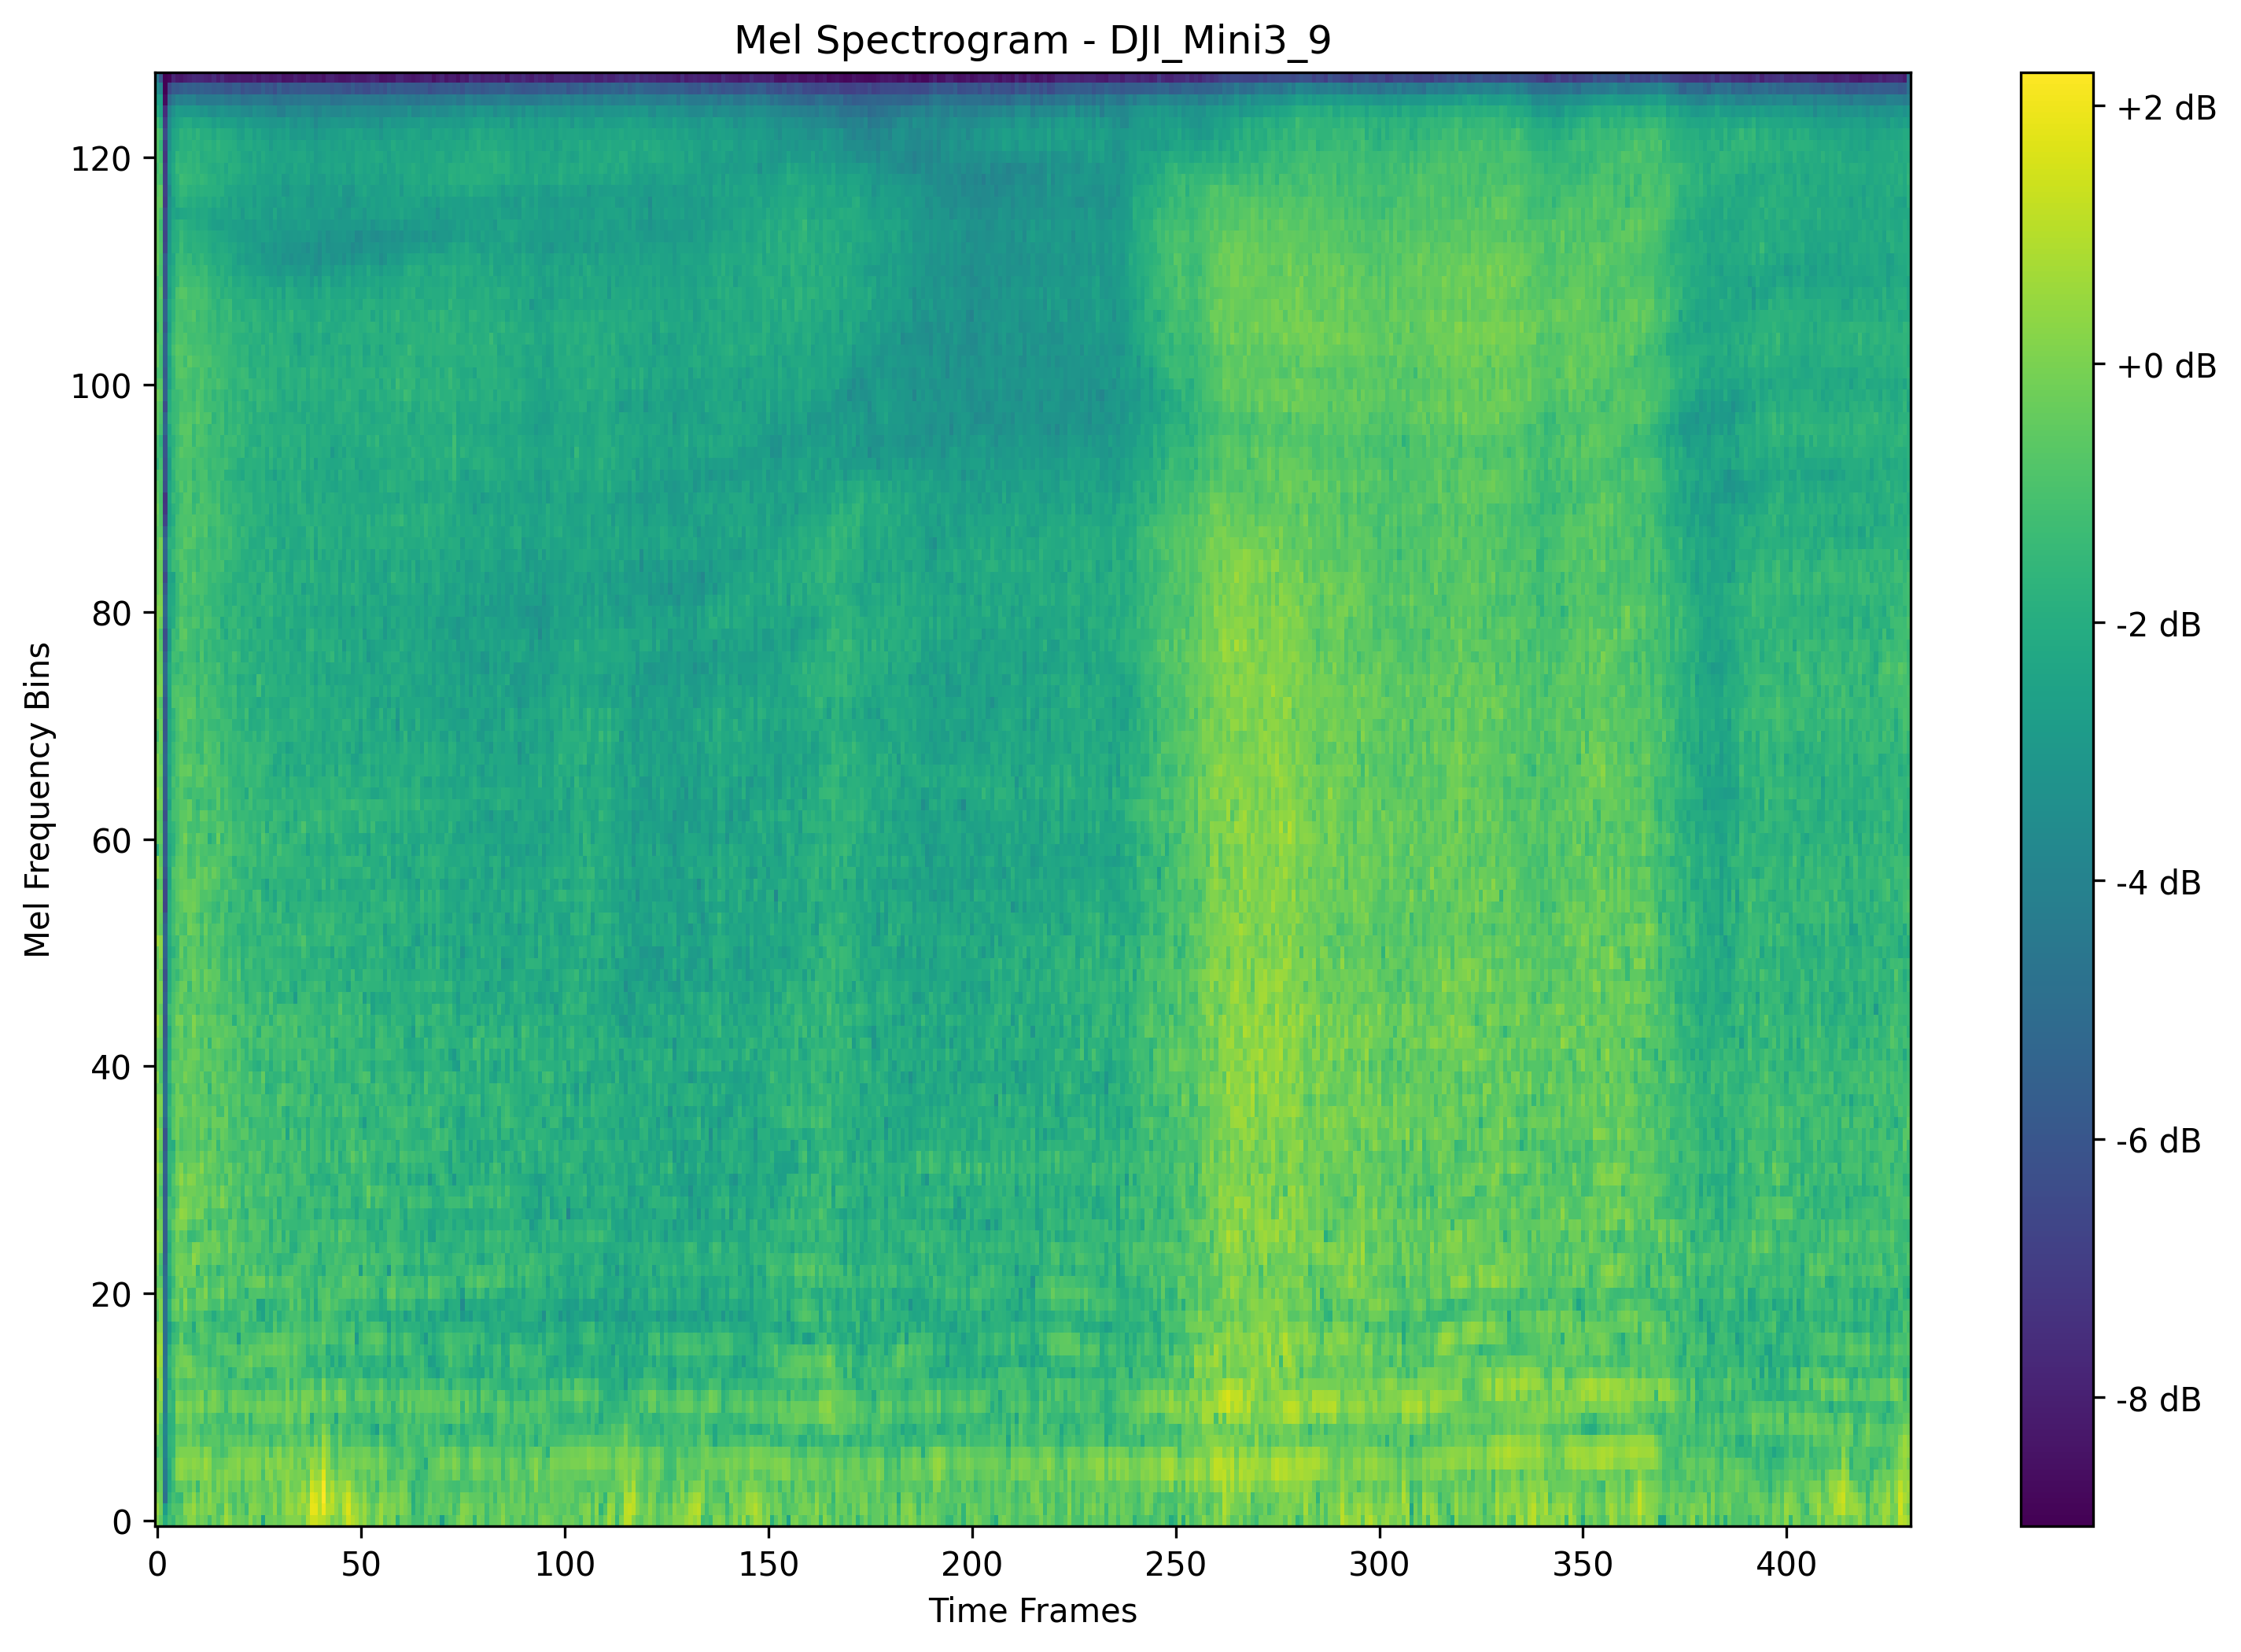 Mel Spectrogram - DJI_Mini3_9
Mel Frequency Bins
120
100
80
60
40
20
0
0 50 100 150 200 250 300 350 400
Time Frames
+2 dB
+0 dB
-2 dB
-4 dB
-6 dB
-8 dB